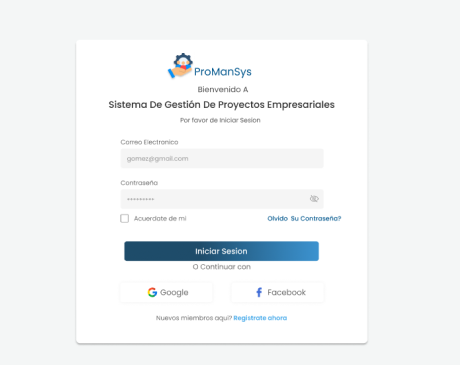 ProManSys
Bienvenido A
Sistema De Gestión De Proyectos Empresariales
Por favor de Iniciar Sesion
Correo Electronico
gomez@gmail.com
Contraseña
*********
Acuerdate de mi Olvido Su Contraseña?
Iniciar Sesion
O Continuar con
Google Facebook
Nuevos miembros aqui? Registrate ahora